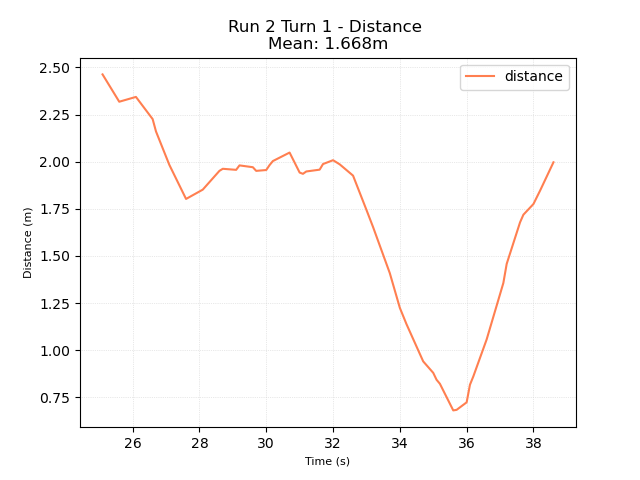 Run 2 Turn 1 - Distance
Mean: 1.668m
distance
2.50
2.25
2.00
1.75
1.50
1.25
1.00
0.75
Distance (m)
26 28 30 32 34 36 38
Time (s)